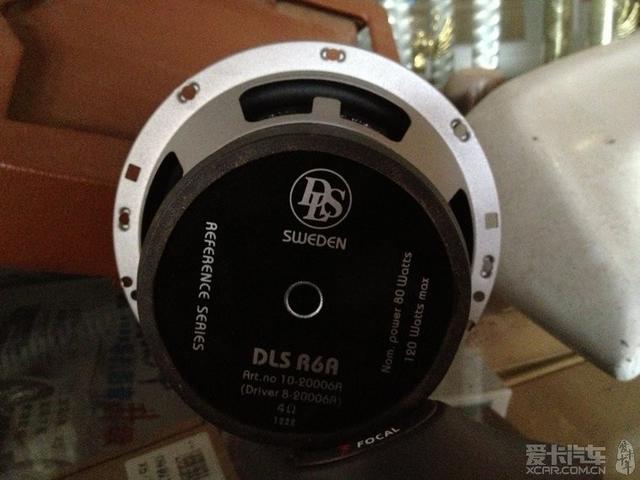 DLS
SWEDEN
REFERENCE SERIES
Nom. power 80 Watts
120 Watts max
DLS R6A
Art.no 10-20006A
(Driver 8-20006A)
4Ω
1222
FOCAL
爱卡汽车
XCAR.COM.CN